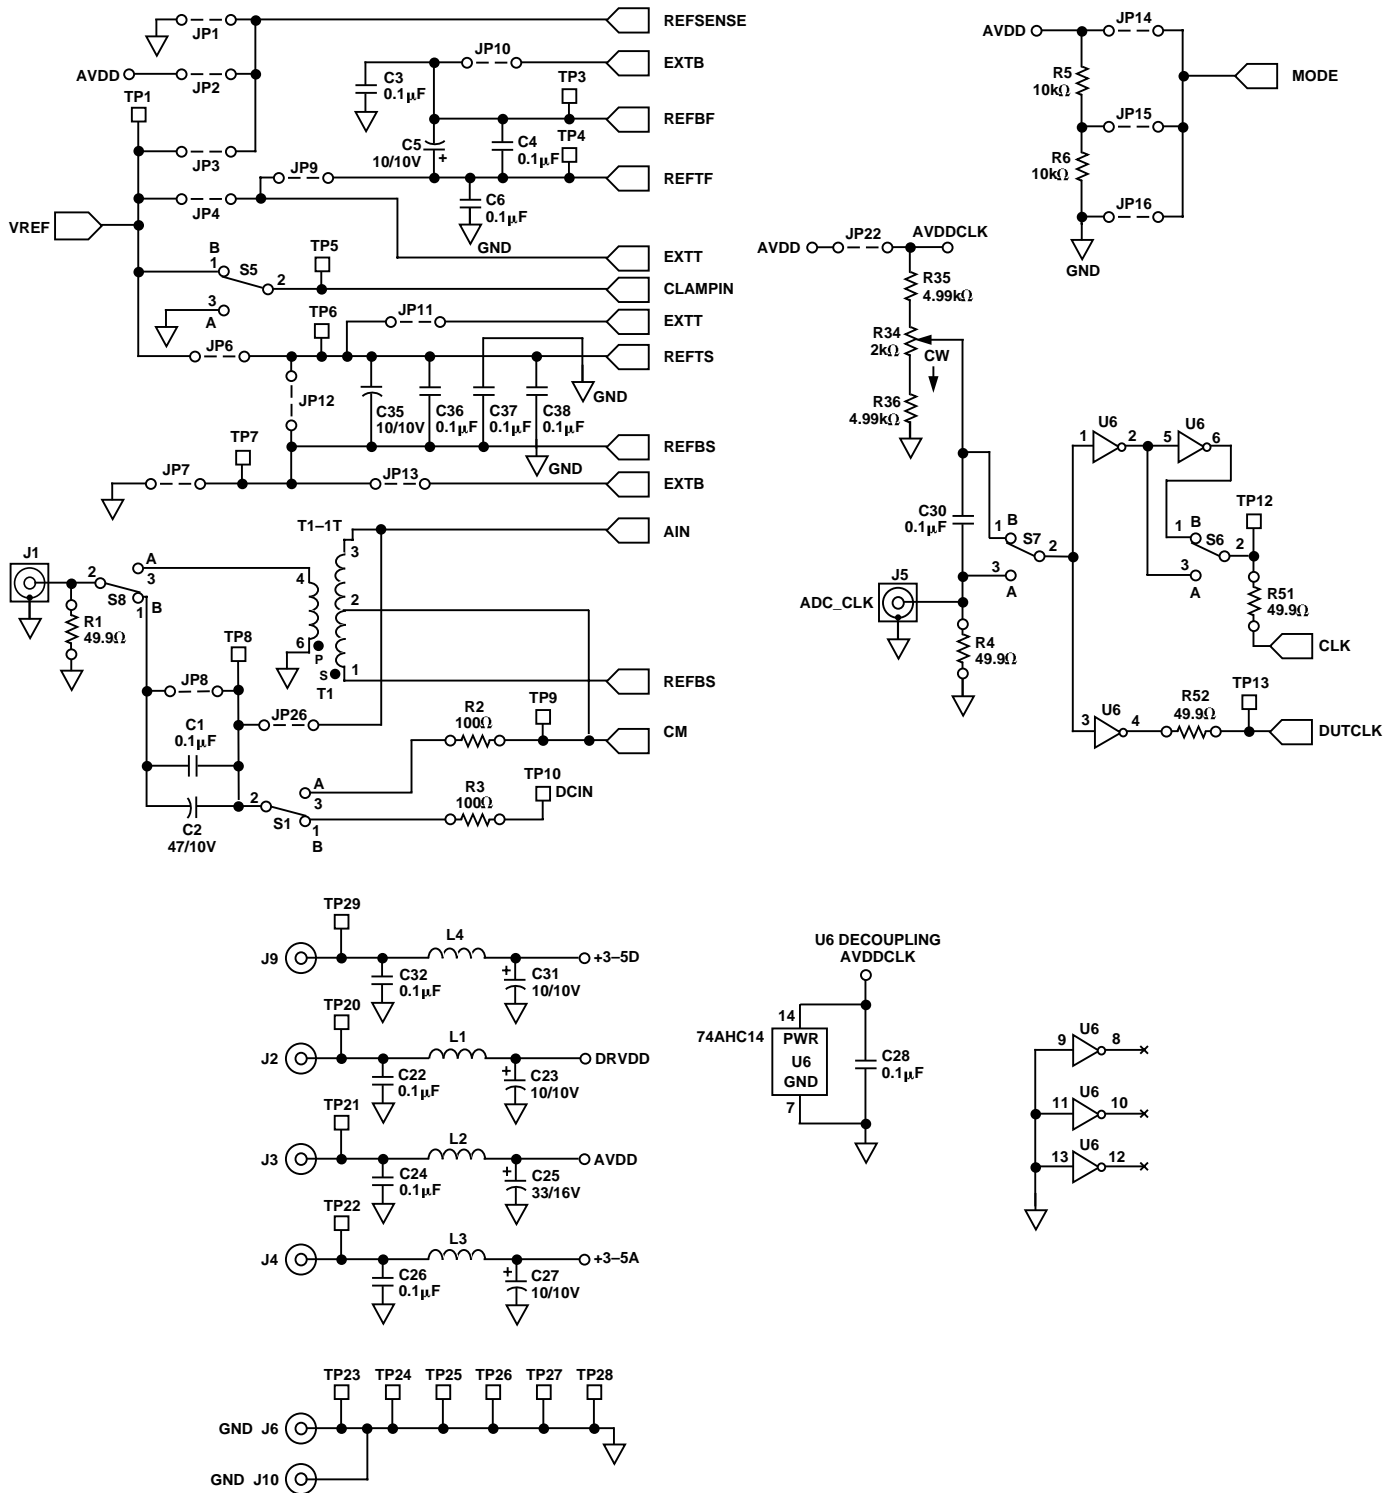 REFSENSE
JP1
JP10
EXTB
AVDD
JP2
C3
0.1µF
TP3
TP1
REFBF
C5
10/10V
+
C4
0.1µF
TP4
JP3
JP9
REFTF
JP4
C6
0.1µF
VREF
GND
EXTT
B
1
S5
2
TP5
CLAMPIN
3
A
TP6
JP11
EXTT
JP6
REFTS
JP12
C35
10/10V
C36
0.1µF
C37
0.1µF
C38
0.1µF
GND
TP7
REFBS
GND
JP7
JP13
EXTB
T1–1T
AIN
3
J1
A
2
3
4
S8
1
B
2
R1
49.9Ω
TP8
6
P
S
1
T1
REFBS
JP8
JP26
R2
100Ω
TP9
CM
C1
0.1µF
A
3
R3
100Ω
TP10
DCIN
2
S1
1
B
C2
47/10V
AVDD
JP14
R5
10kΩ
MODE
JP15
R6
10kΩ
JP16
GND
AVDD
JP22
AVDDCLK
R35
4.99kΩ
R34
2kΩ
CW
R36
4.99kΩ
U6
1
2
U6
5
6
C30
0.1µF
1
B
S7
2
3
A
1
B
S6
2
3
A
TP12
J5
ADC_CLK
R51
49.9Ω
R4
49.9Ω
CLK
U6
3
4
R52
49.9Ω
TP13
DUTCLK
TP29
J9
L4
+3–5D
C32
0.1µF
+
C31
10/10V
TP20
J2
L1
DRVDD
C22
0.1µF
+
C23
10/10V
TP21
J3
L2
AVDD
C24
0.1µF
+
C25
33/16V
TP22
J4
L3
+3–5A
C26
0.1µF
+
C27
10/10V
U6 DECOUPLING
AVDDCLK
14
74AHC14
PWR
U6
GND
7
C28
0.1µF
U6
9
8
U6
11
10
U6
13
12
TP23 TP24 TP25 TP26 TP27 TP28
GND J6
GND J10